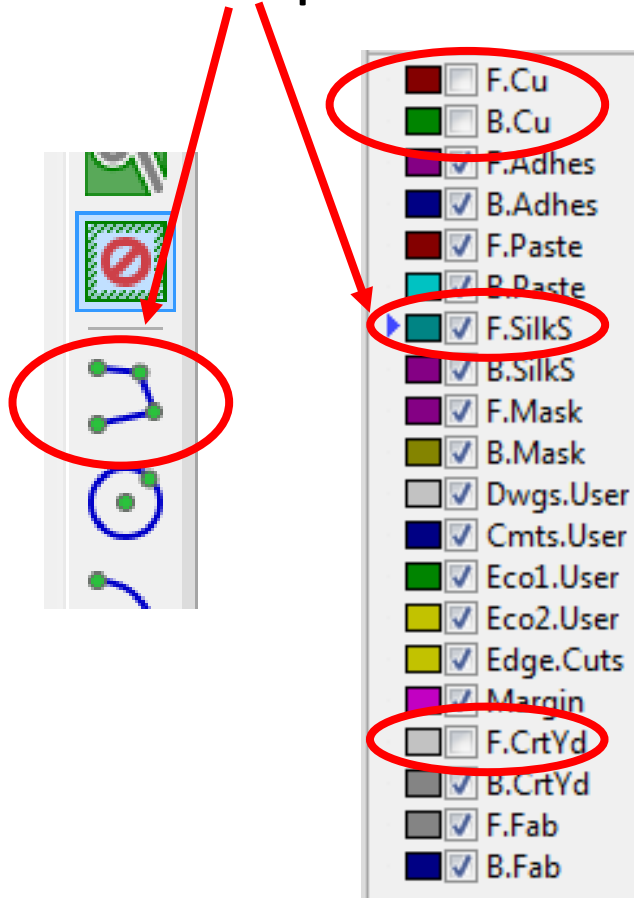 F.Cu
B.Cu
F.Adhes
B.Adhes
F.Paste
B.Paste
F.SilkS
B.SilkS
F.Mask
B.Mask
Dwgs.User
Cmts.User
Eco1.User
Eco2.User
Edge.Cuts
Margin
F.CrtYd
B.CrtYd
F.Fab
B.Fab